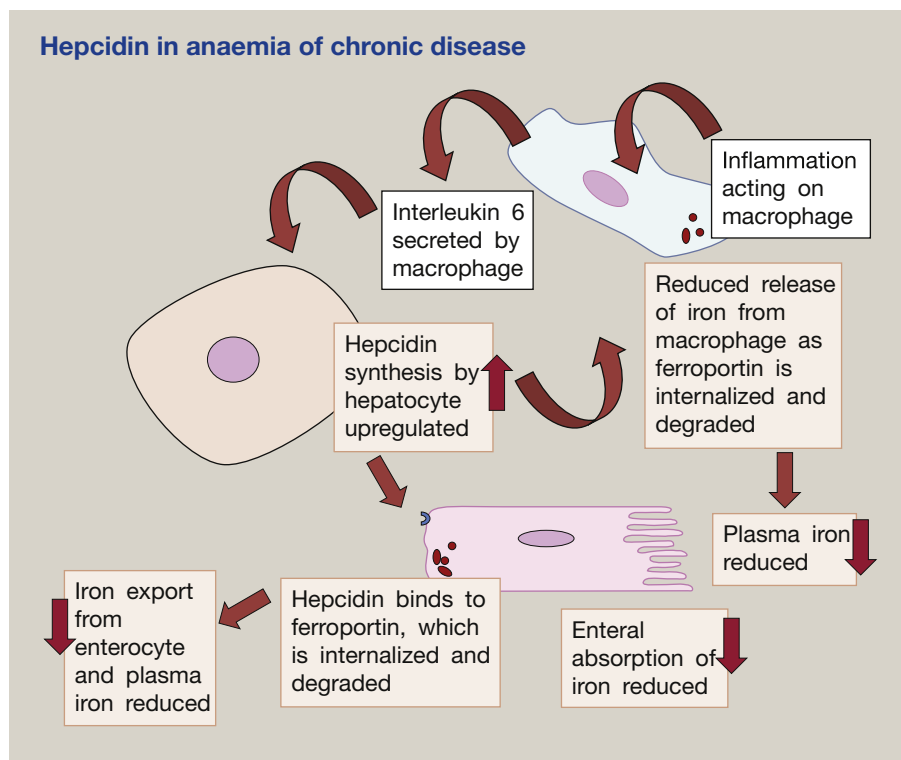 Hepcidin in anaemia of chronic disease
Inflammation
acting on
macrophage
Interleukin 6
secreted by
macrophage
Hepcidin
synthesis by
hepatocyte
upregulated
Reduced release
of iron from
macrophage as
ferroportin is
internalized and
degraded
Plasma iron
reduced
Hepcidin binds to
ferroportin, which
is internalized and
degraded
Iron export
from
enterocyte
and plasma
iron reduced
Enteral
absorption of
iron reduced